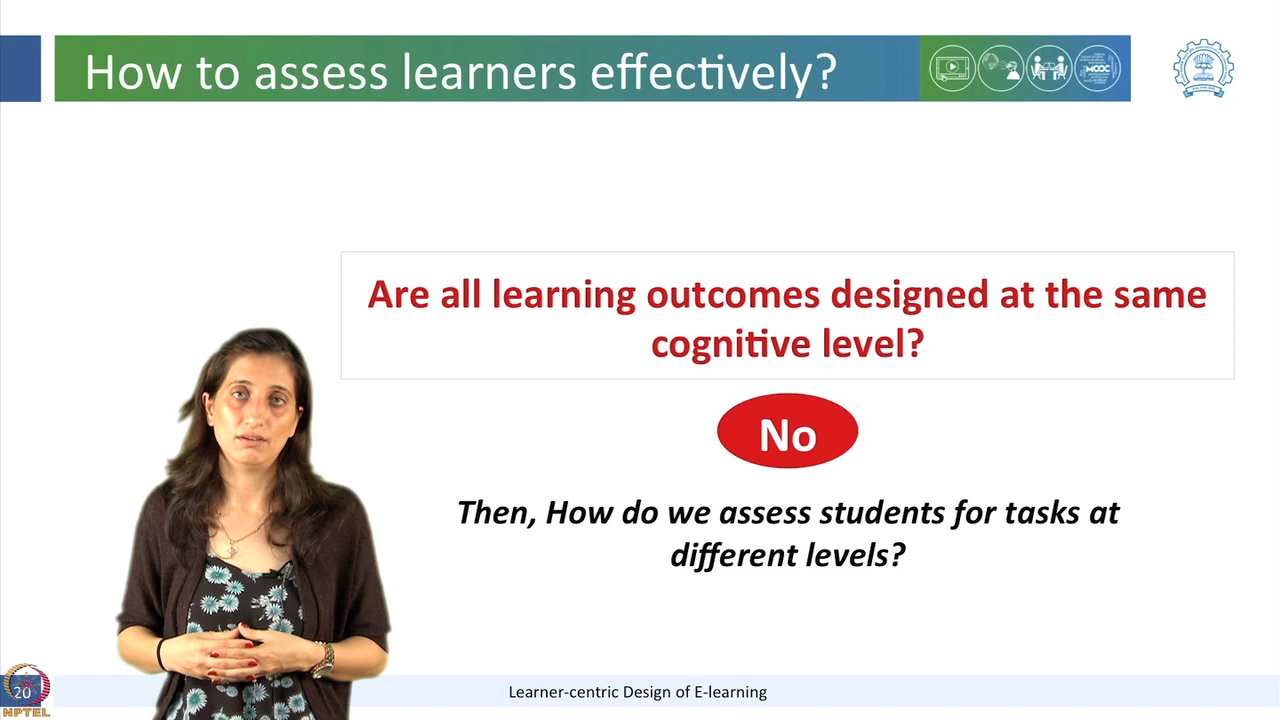 How to assess learners effectively?
MOOC
Are all learning outcomes designed at the same
cognitive level?
No
Then, How do we assess students for tasks at
different levels?
20
NPTEL
Learner-centric Design of E-learning